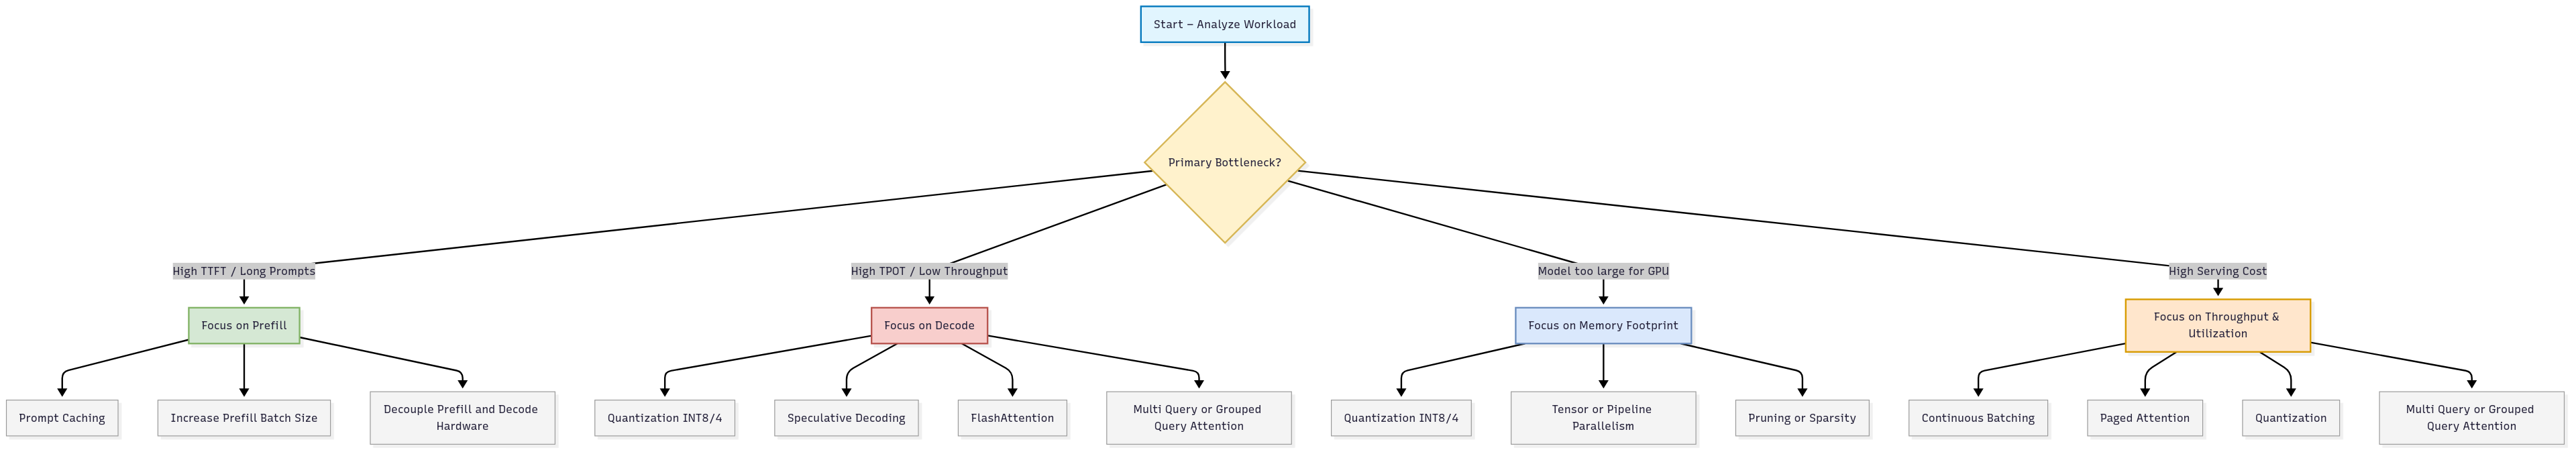 Start – Analyze Workload
Primary Bottleneck?
High TTFT / Long Prompts
High TPOT / Low Throughput
Model too large for GPU
High Serving Cost
Focus on Prefill
Focus on Decode
Focus on Memory Footprint
Focus on Throughput &
Utilization
Prompt Caching
Increase Prefill Batch Size
Decouple Prefill and Decode
Hardware
Quantization INT8/4
Speculative Decoding
FlashAttention
Multi Query or Grouped
Query Attention
Quantization INT8/4
Tensor or Pipeline
Parallelism
Pruning or Sparsity
Continuous Batching
Paged Attention
Quantization
Multi Query or Grouped
Query Attention